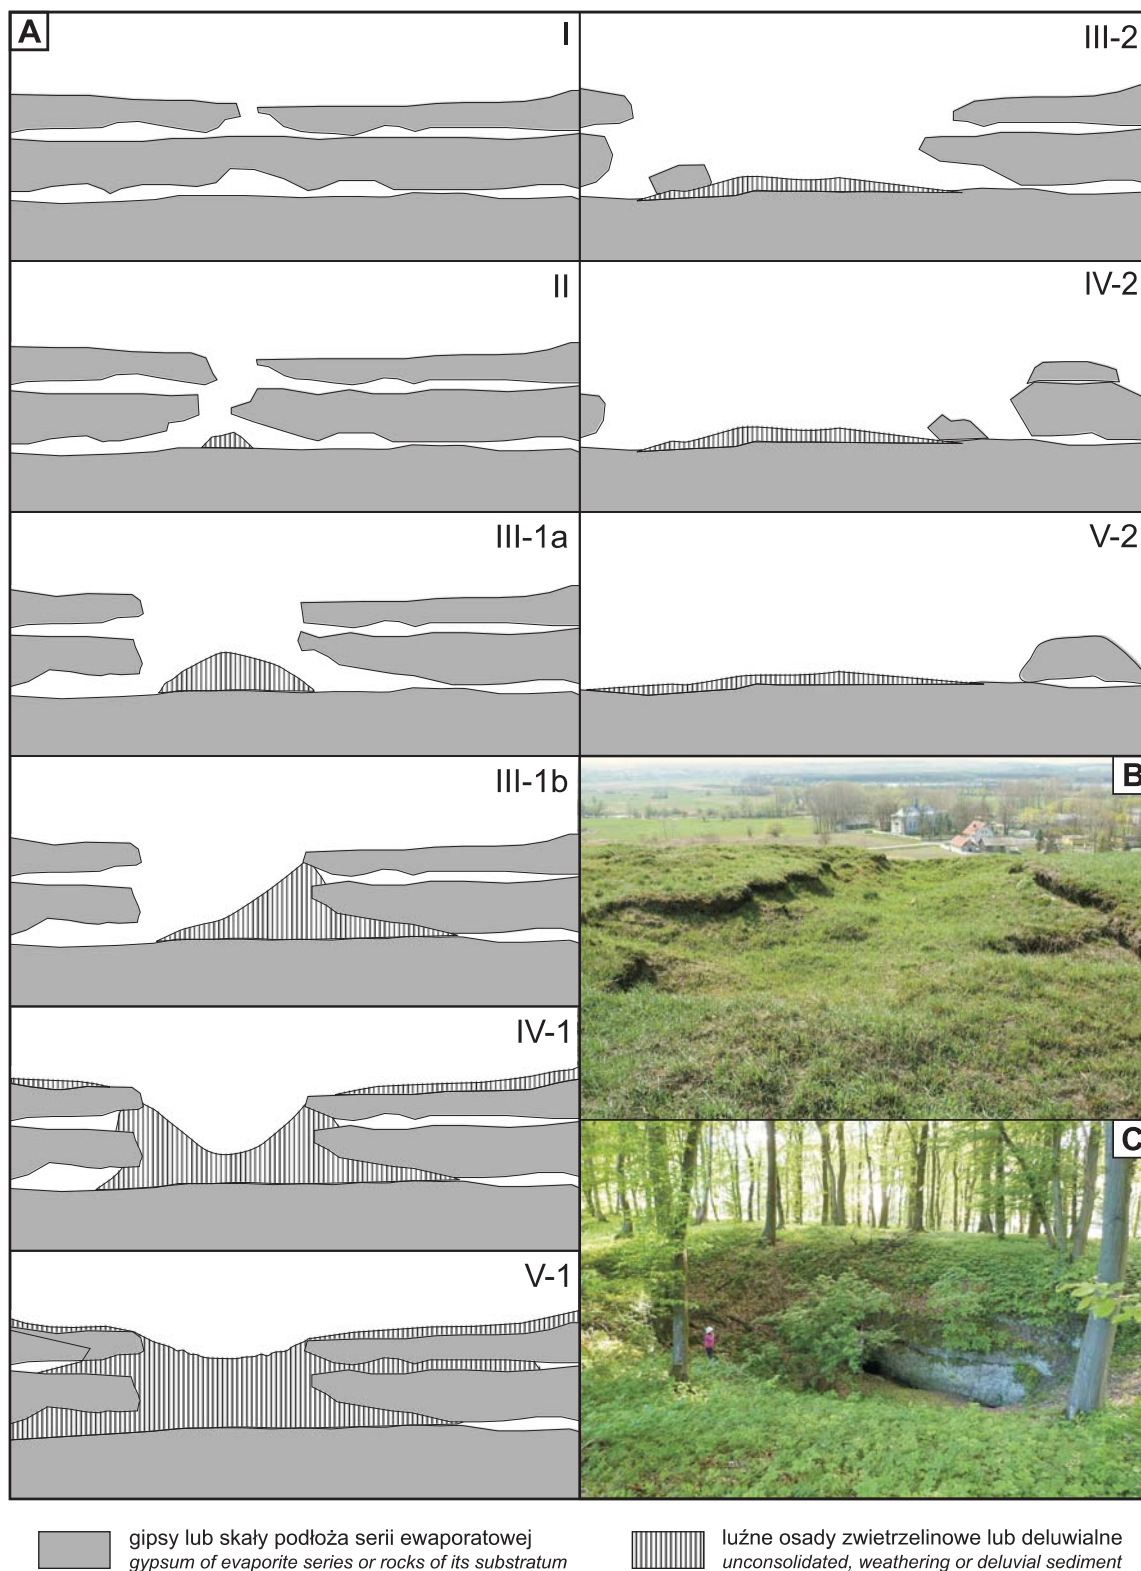 A
I
II
III-1a
III-1b
IV-1
V-1
III-2
IV-2
V-2
B
C
gipsy lub skały podłoża serii ewaporatowej
gypsum of evaporite series or rocks of its substratum
luźne osady zwietrzelinowe lub deluwialne
unconsolidated, weathering or deluvial sediment